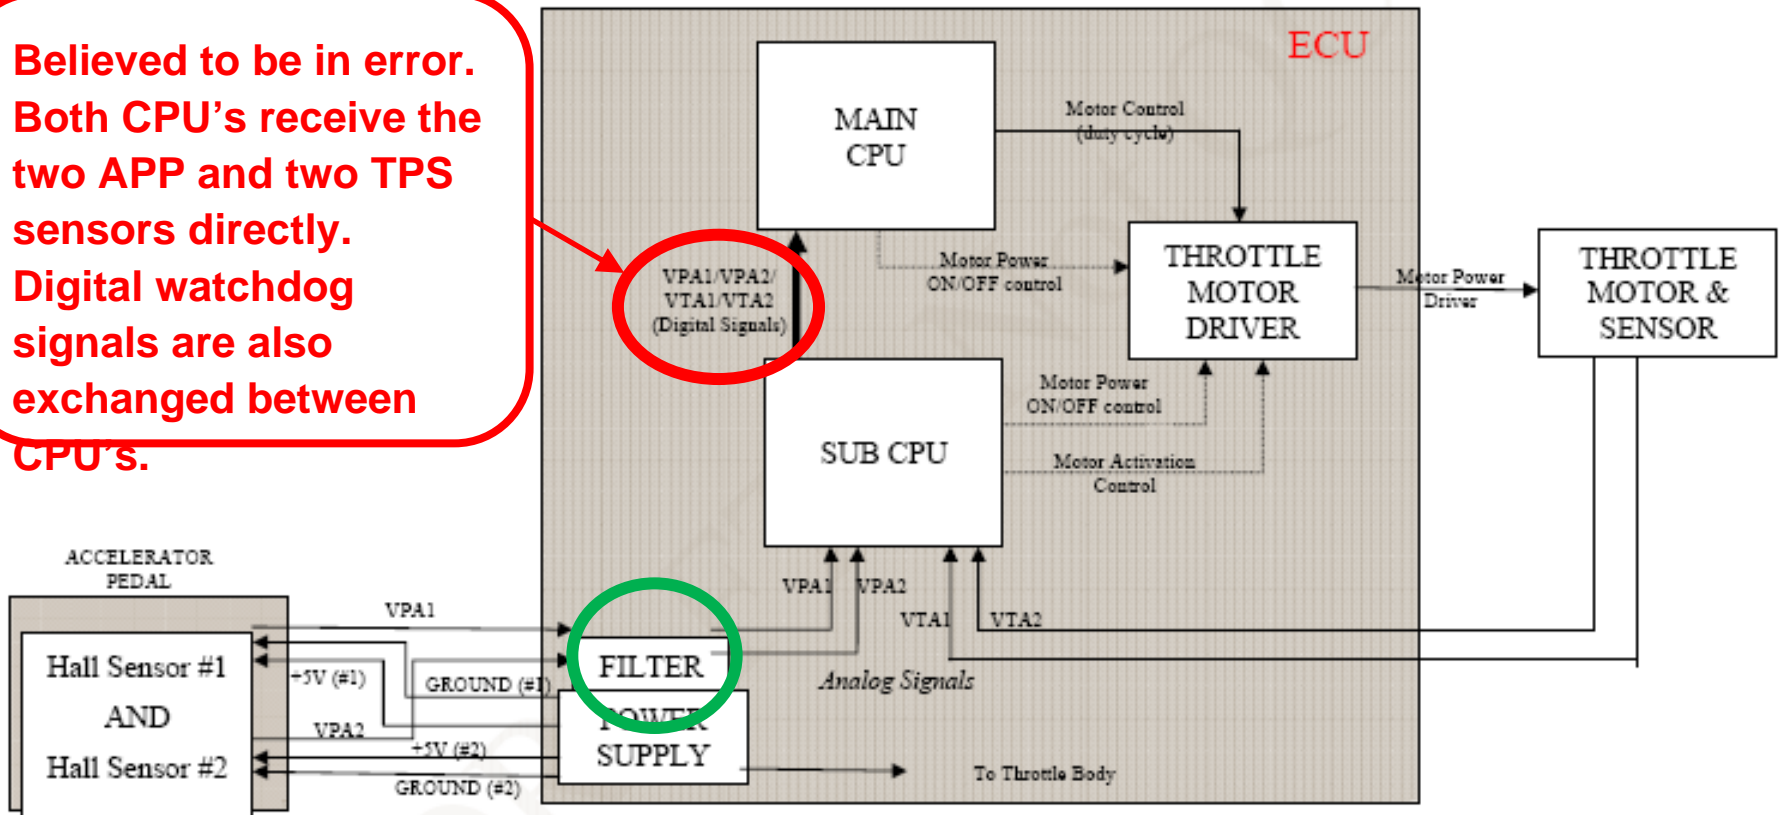 Believed to be in error.
Both CPU's receive the
two APP and two TPS
sensors directly.
Digital watchdog
signals are also
exchanged between
CPU's.
ECU
MAIN
CPU
Motor Control
(duty cycle)
VPA1/VPA2/
VTA1/VTA2
(Digital Signals)
Motor Power
ON/OFF control
THROTTLE
MOTOR
DRIVER
Motor Power
Driver
THROTTLE
MOTOR &
SENSOR
SUB CPU
Motor Power
ON/OFF control
Motor Activation
Control
ACCELERATOR
PEDAL
VPA1
VPA1
VPA2
VTA1
VTA2
Hall Sensor #1
AND
Hall Sensor #2
+5V (#1)
GROUND (#1)
VPA2
+5V (#2)
GROUND (#2)
FILTER
POWER
SUPPLY
Analog Signals
To Throttle Body